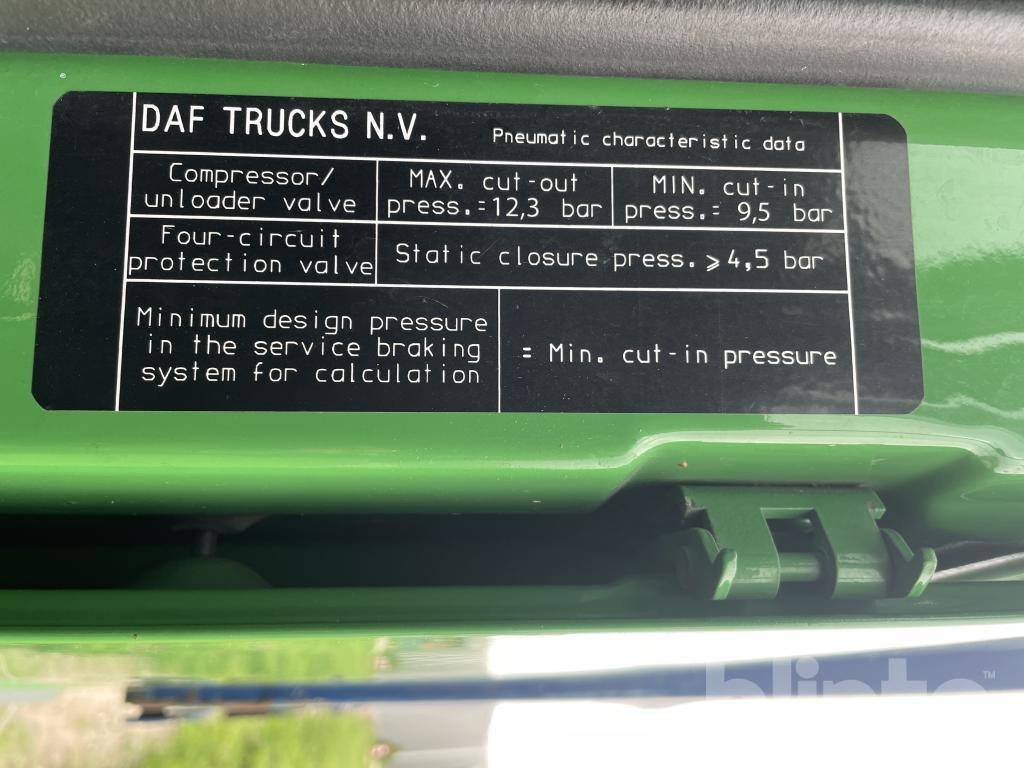 DAF TRUCKS N.V. Pneumatic characteristic data
Compressor/
unloader valve
MAX. cut-out
press.=12,3 bar
MIN. cut-in
press.= 9,5 bar
Four-circuit
protection valve
Static closure press. ⩾4,5 bar
Minimum design pressure
in the service braking
system for calculation
= Min. cut-in pressure
blinto™